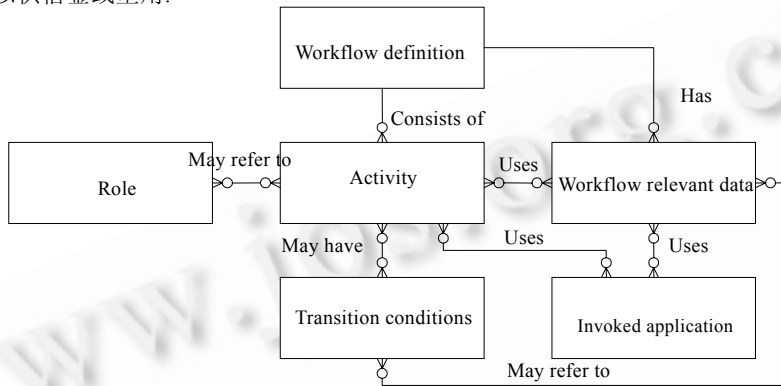 Workflow definition
Consists of
Has
May refer to
Role
Activity
Uses
Workflow relevant data
May have
Uses
Uses
Transition conditions
Invoked application
May refer to